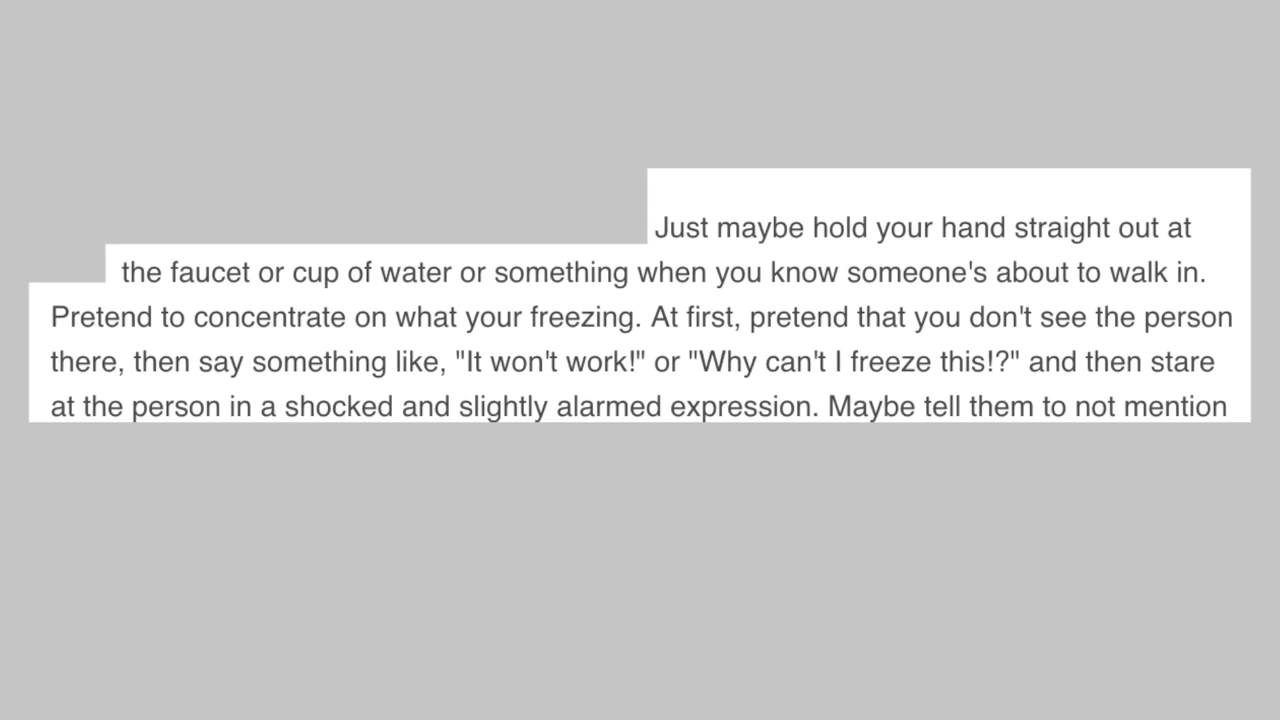 Just maybe hold your hand straight out at
the faucet or cup of water or something when you know someone's about to walk in.
Pretend to concentrate on what your freezing. At first, pretend that you don't see the person
there, then say something like, "It won't work!" or "Why can't I freeze this!?" and then stare
at the person in a shocked and slightly alarmed expression. Maybe tell them to not mention